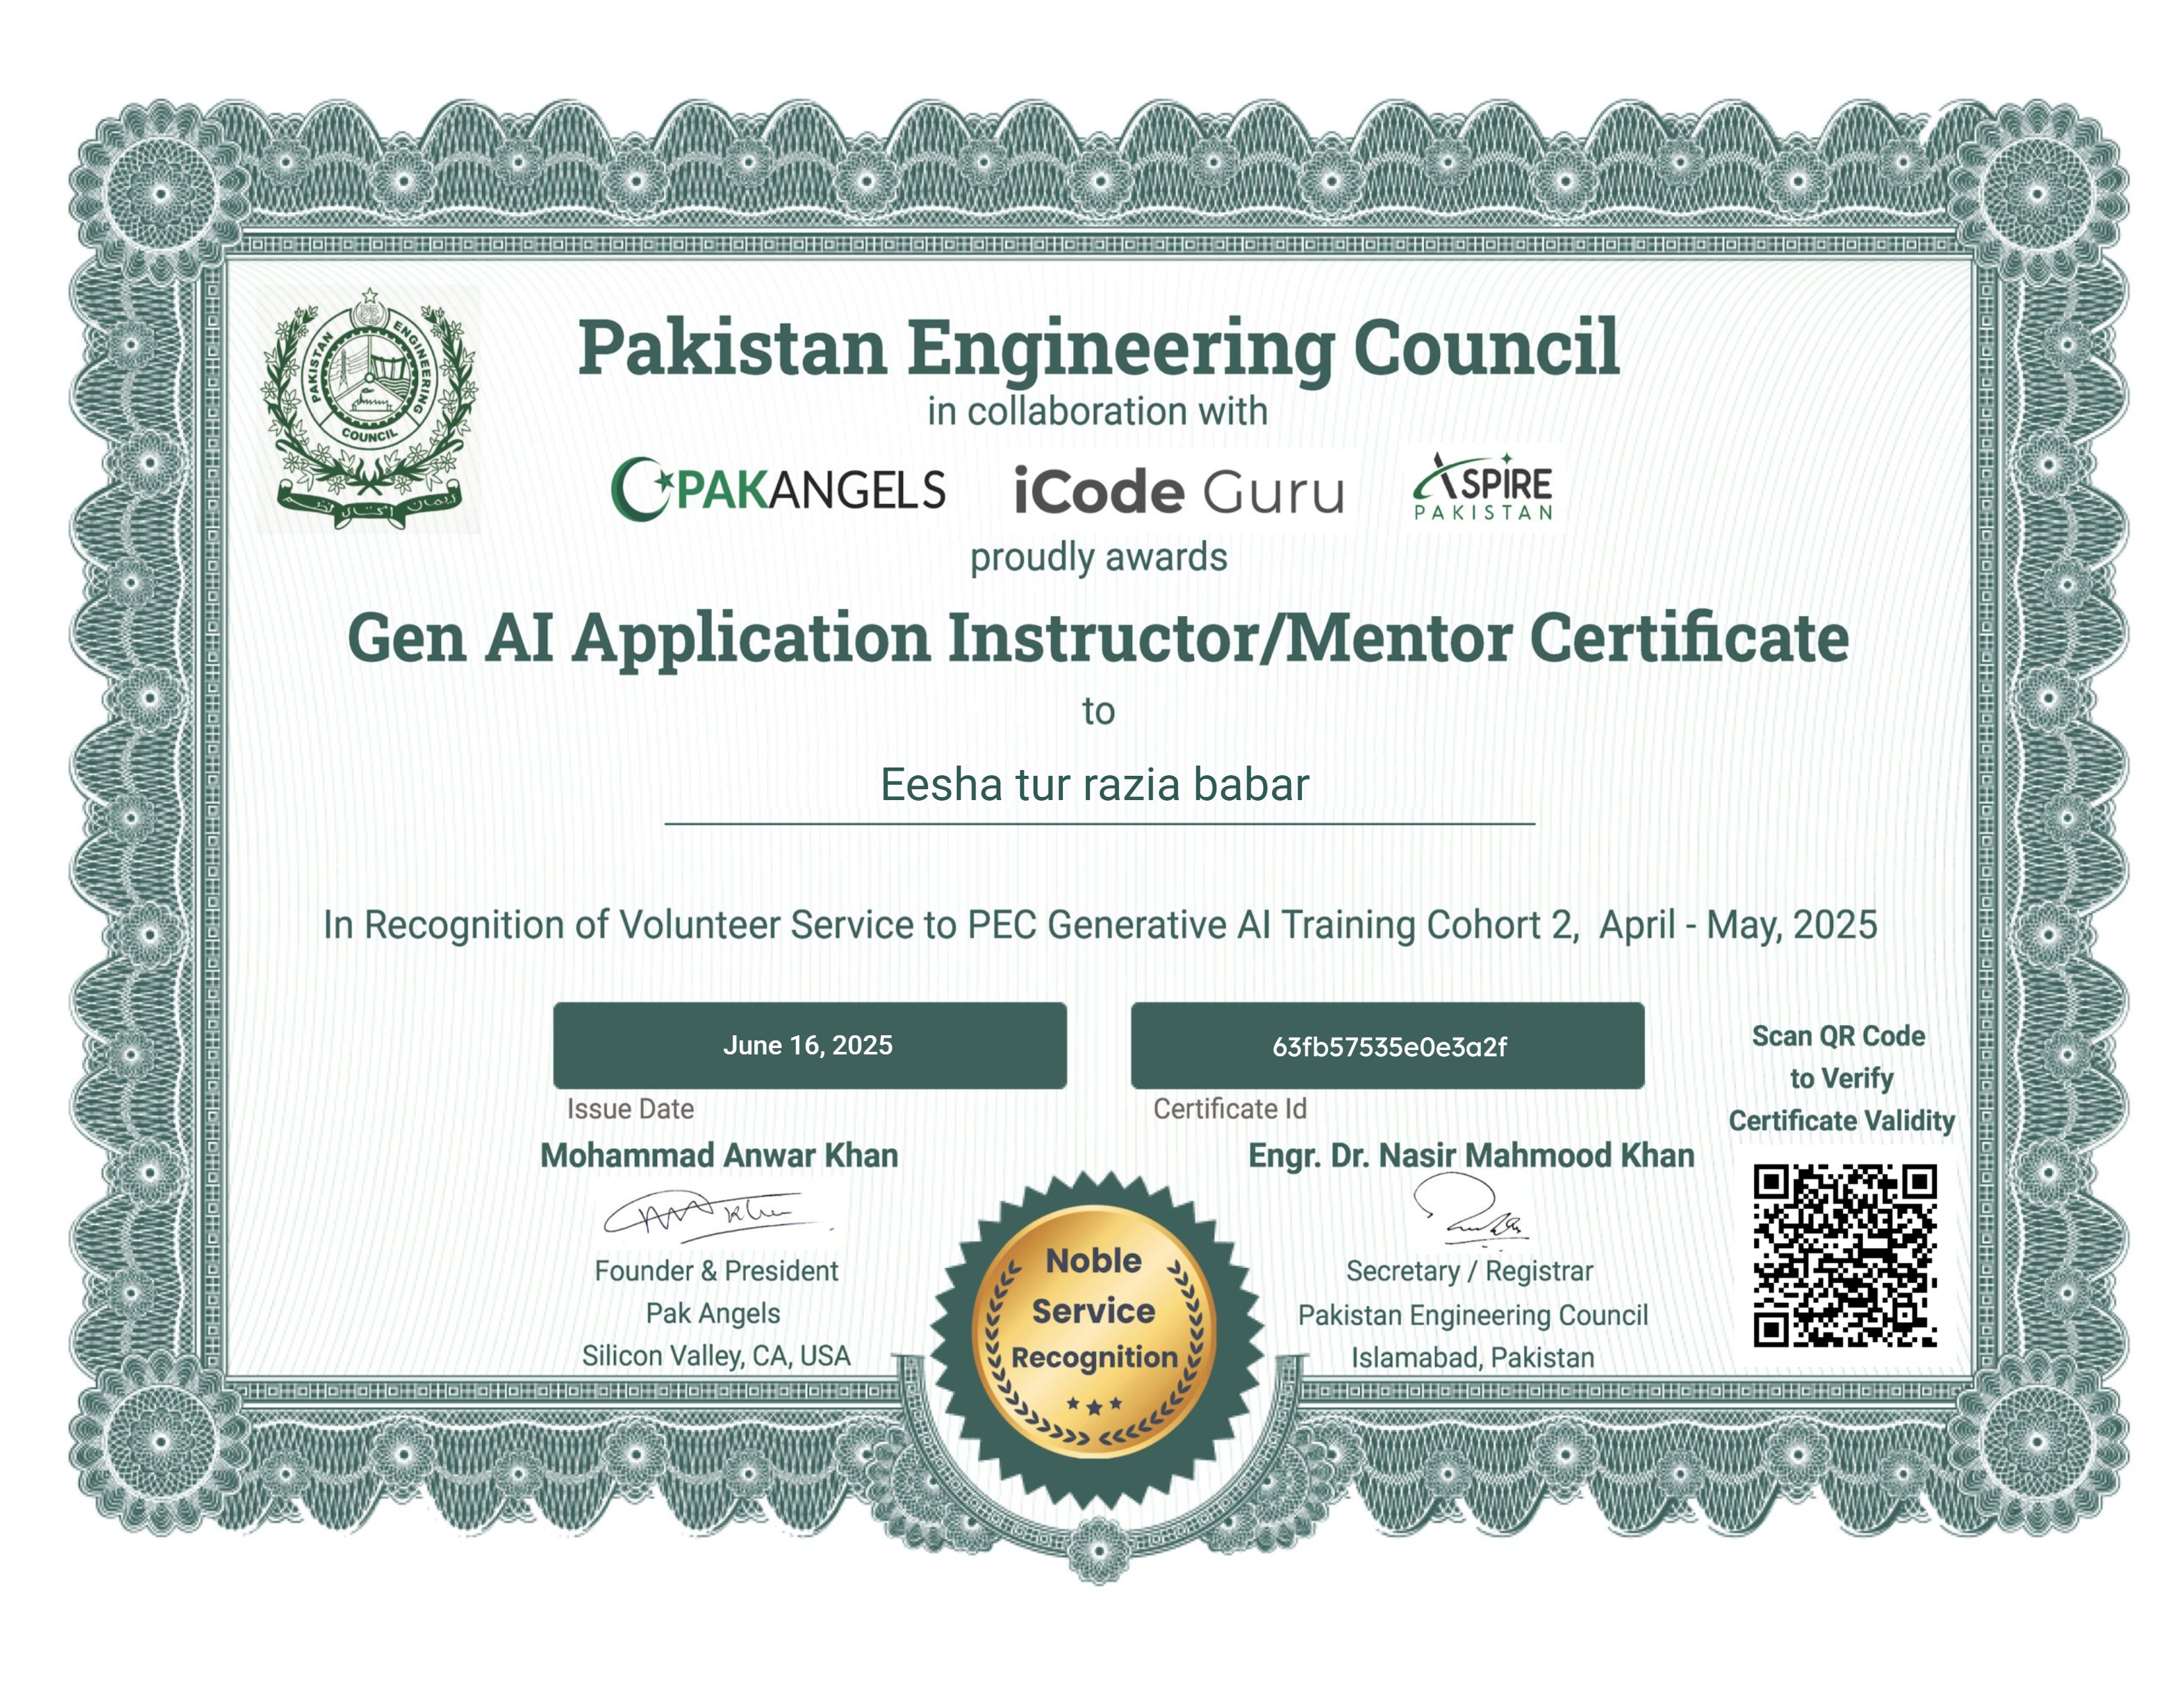 Pakistan Engineering Council
in collaboration with
PAKANGELS iCode Guru ASPIRE PAKISTAN
proudly awards
Gen AI Application Instructor/Mentor Certificate
to
Eesha tur razia babar
In Recognition of Volunteer Service to PEC Generative AI Training Cohort 2, April - May, 2025
June 16, 2025
Issue Date
63fb57535e0e3a2f
Certificate Id
Scan QR Code
to Verify
Certificate Validity
Mohammad Anwar Khan
Founder & President
Pak Angels
Silicon Valley, CA, USA
Noble
Service
Recognition
Engr. Dr. Nasir Mahmood Khan
Secretary / Registrar
Pakistan Engineering Council
Islamabad, Pakistan
PAKISTAN ENGINEERING
COUNCIL